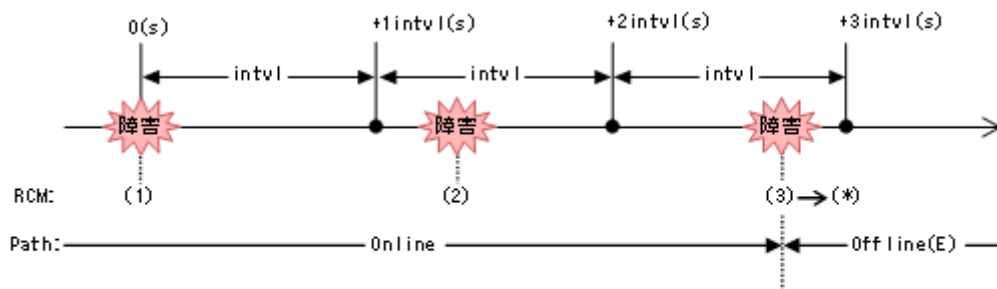 0(s) +1intvl(s) +2intvl(s) +3intvl(s)
intvl intvl intvl
障害 障害 障害
RCM: (1) (2) (3) (*)
Path: Online Offline(E)